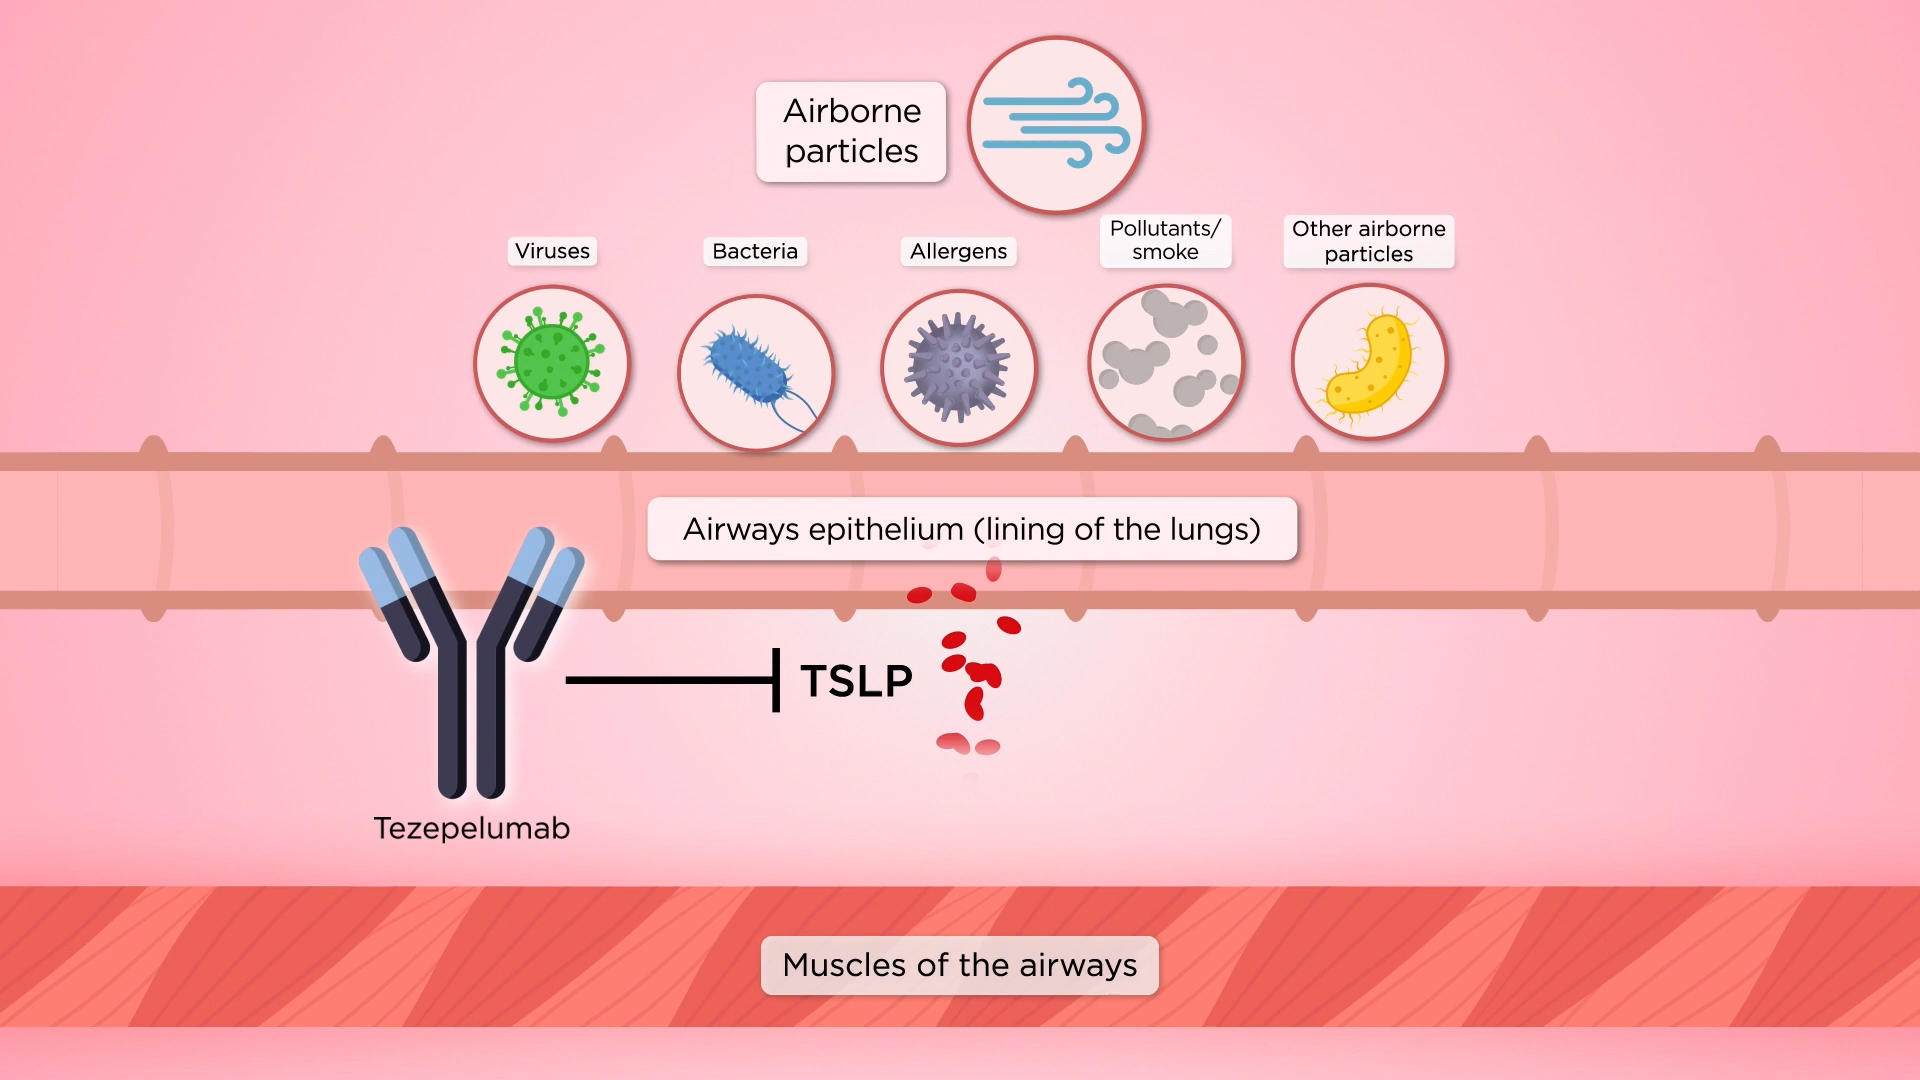 Airborne
particles
Viruses
Bacteria
Allergens
Pollutants/
smoke
Other airborne
particles
Airways epithelium (lining of the lungs)
TSLP
Tezepelumab
Muscles of the airways